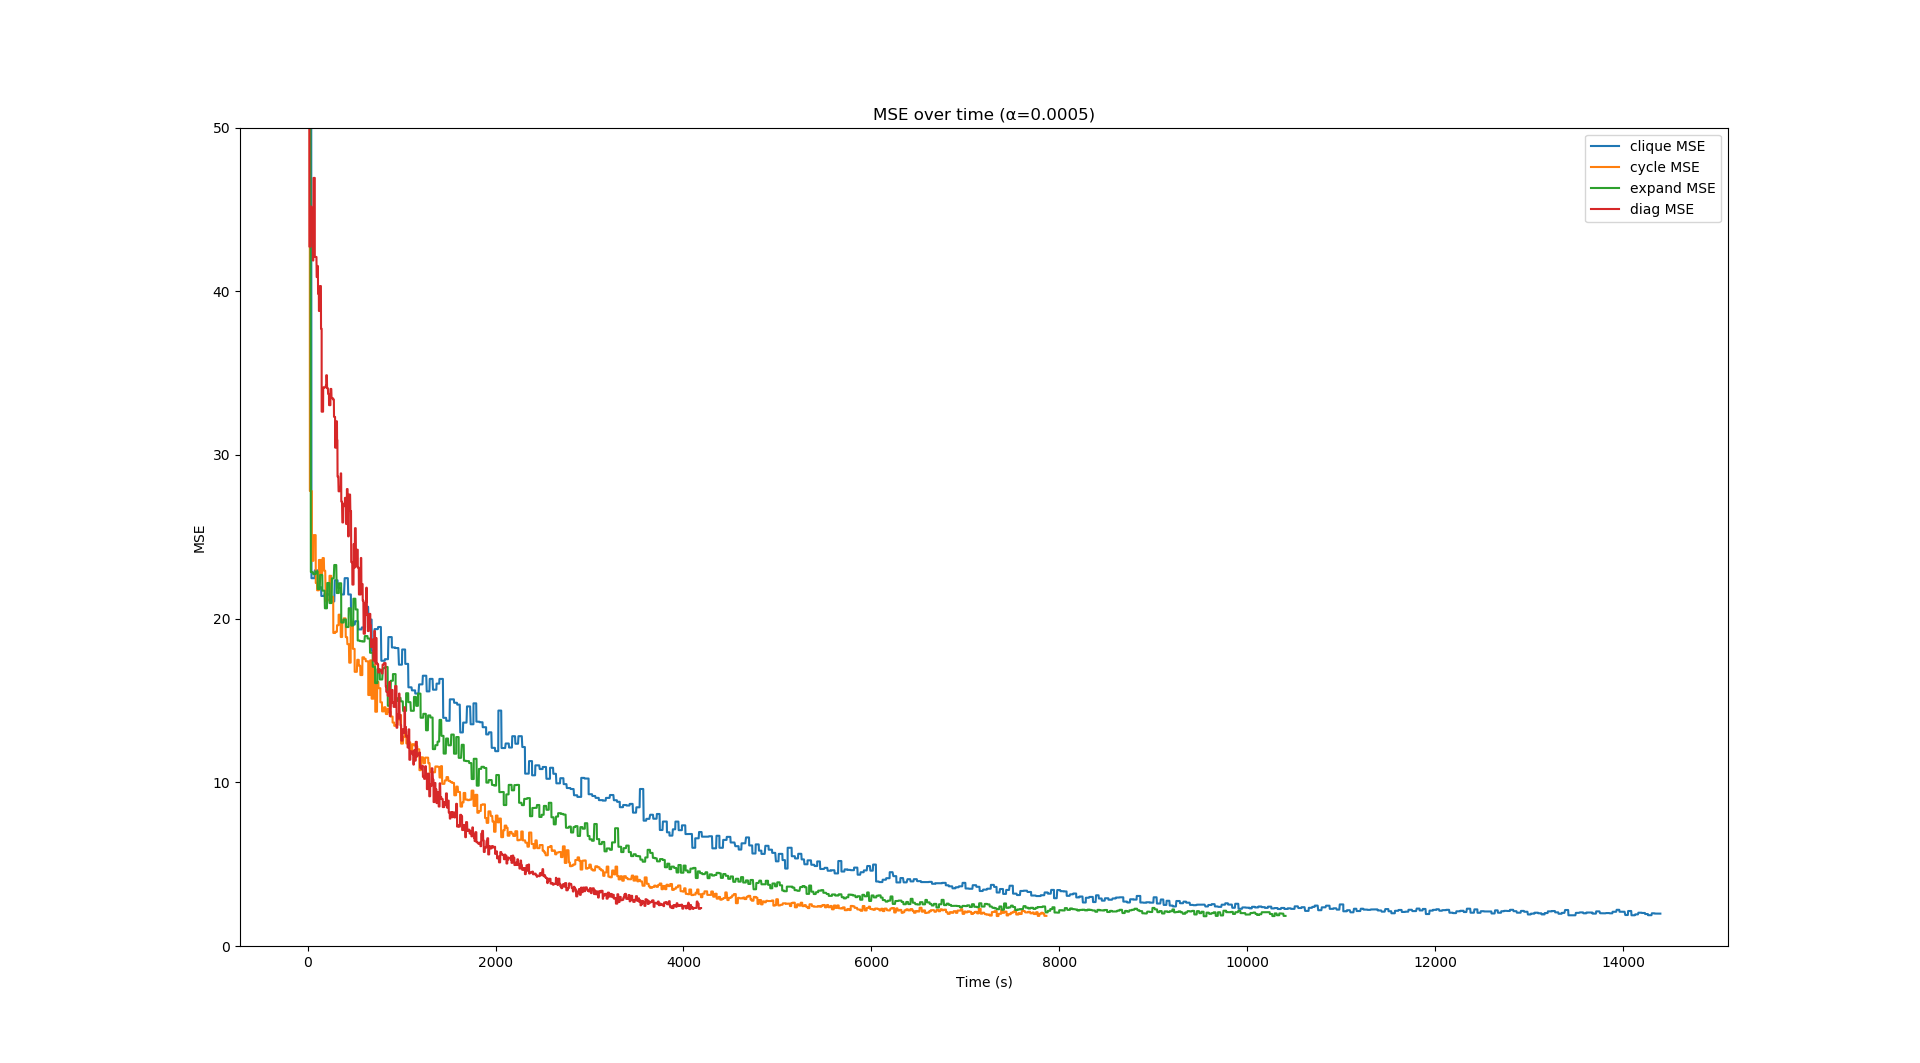 MSE over time (α=0.0005)
clique MSE
cycle MSE
expand MSE
diag MSE
50
40
30
20
10
0
MSE
0 2000 4000 6000 8000 10000 12000 14000
Time (s)